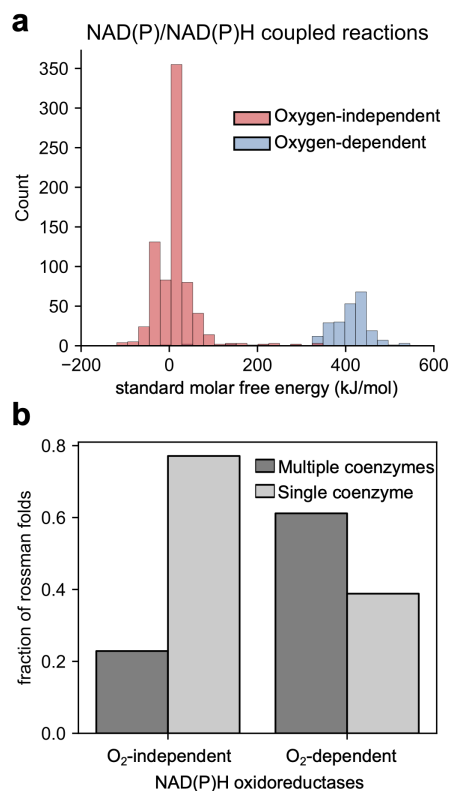 a
NAD(P)/NAD(P)H coupled reactions
350
300
250
200
150
100
50
0
Count
Oxygen-independent
Oxygen-dependent
−200
0
200
400
600
standard molar free energy (kJ/mol)
b
0.8
0.6
0.4
0.2
0.0
fraction of rossman folds
Multiple coenzymes
Single coenzyme
O₂-independent
O₂-dependent
NAD(P)H oxidoreductases